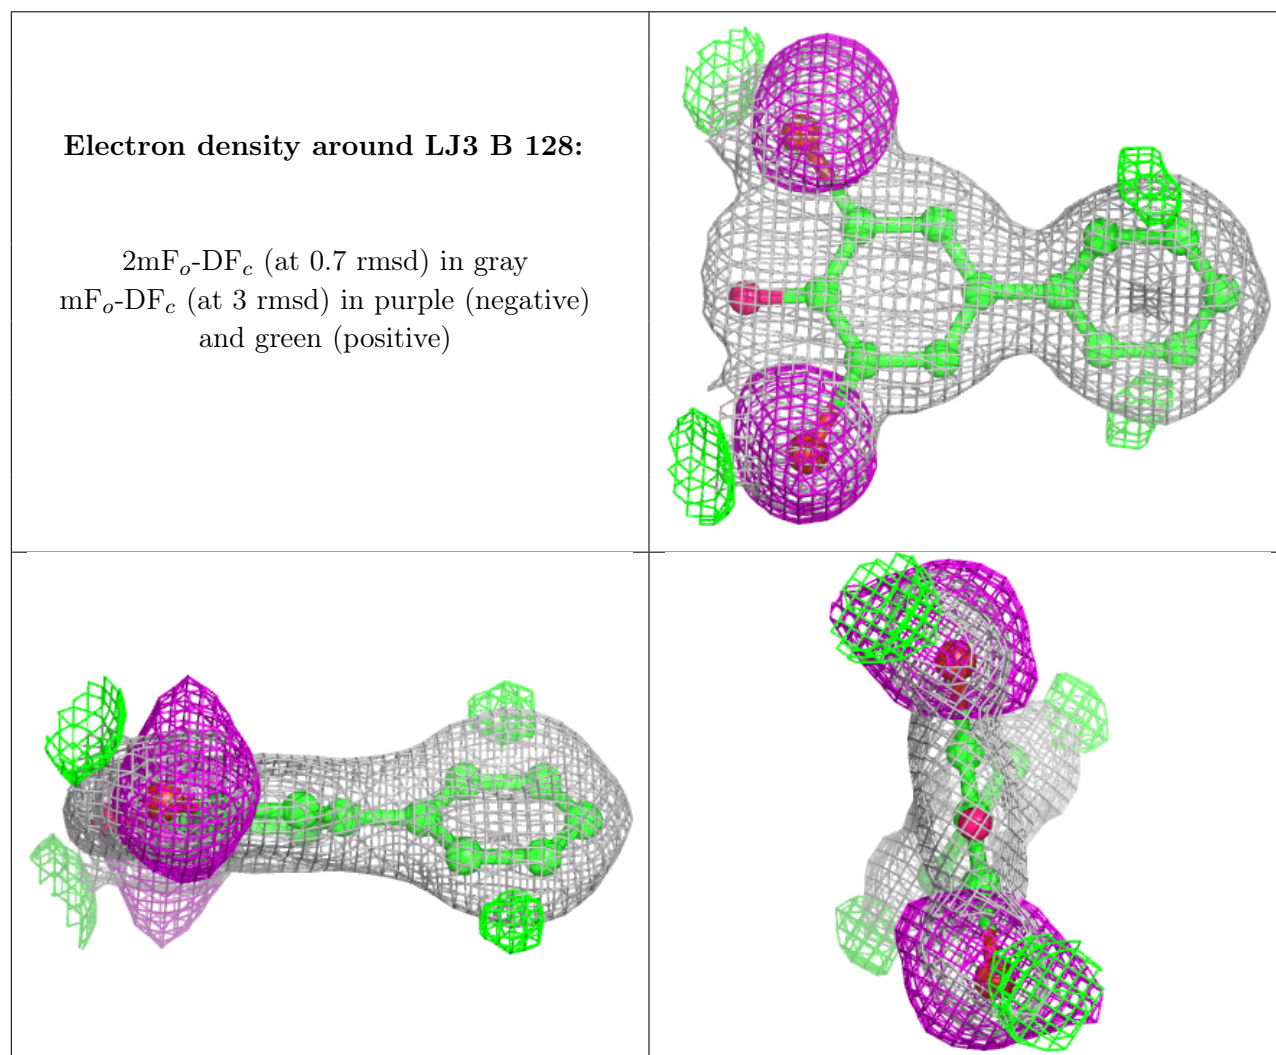 Electron density around LJ3 B 128:
2mFo-DFc (at 0.7 rmsd) in gray
mFo-DFc (at 3 rmsd) in purple (negative)
and green (positive)